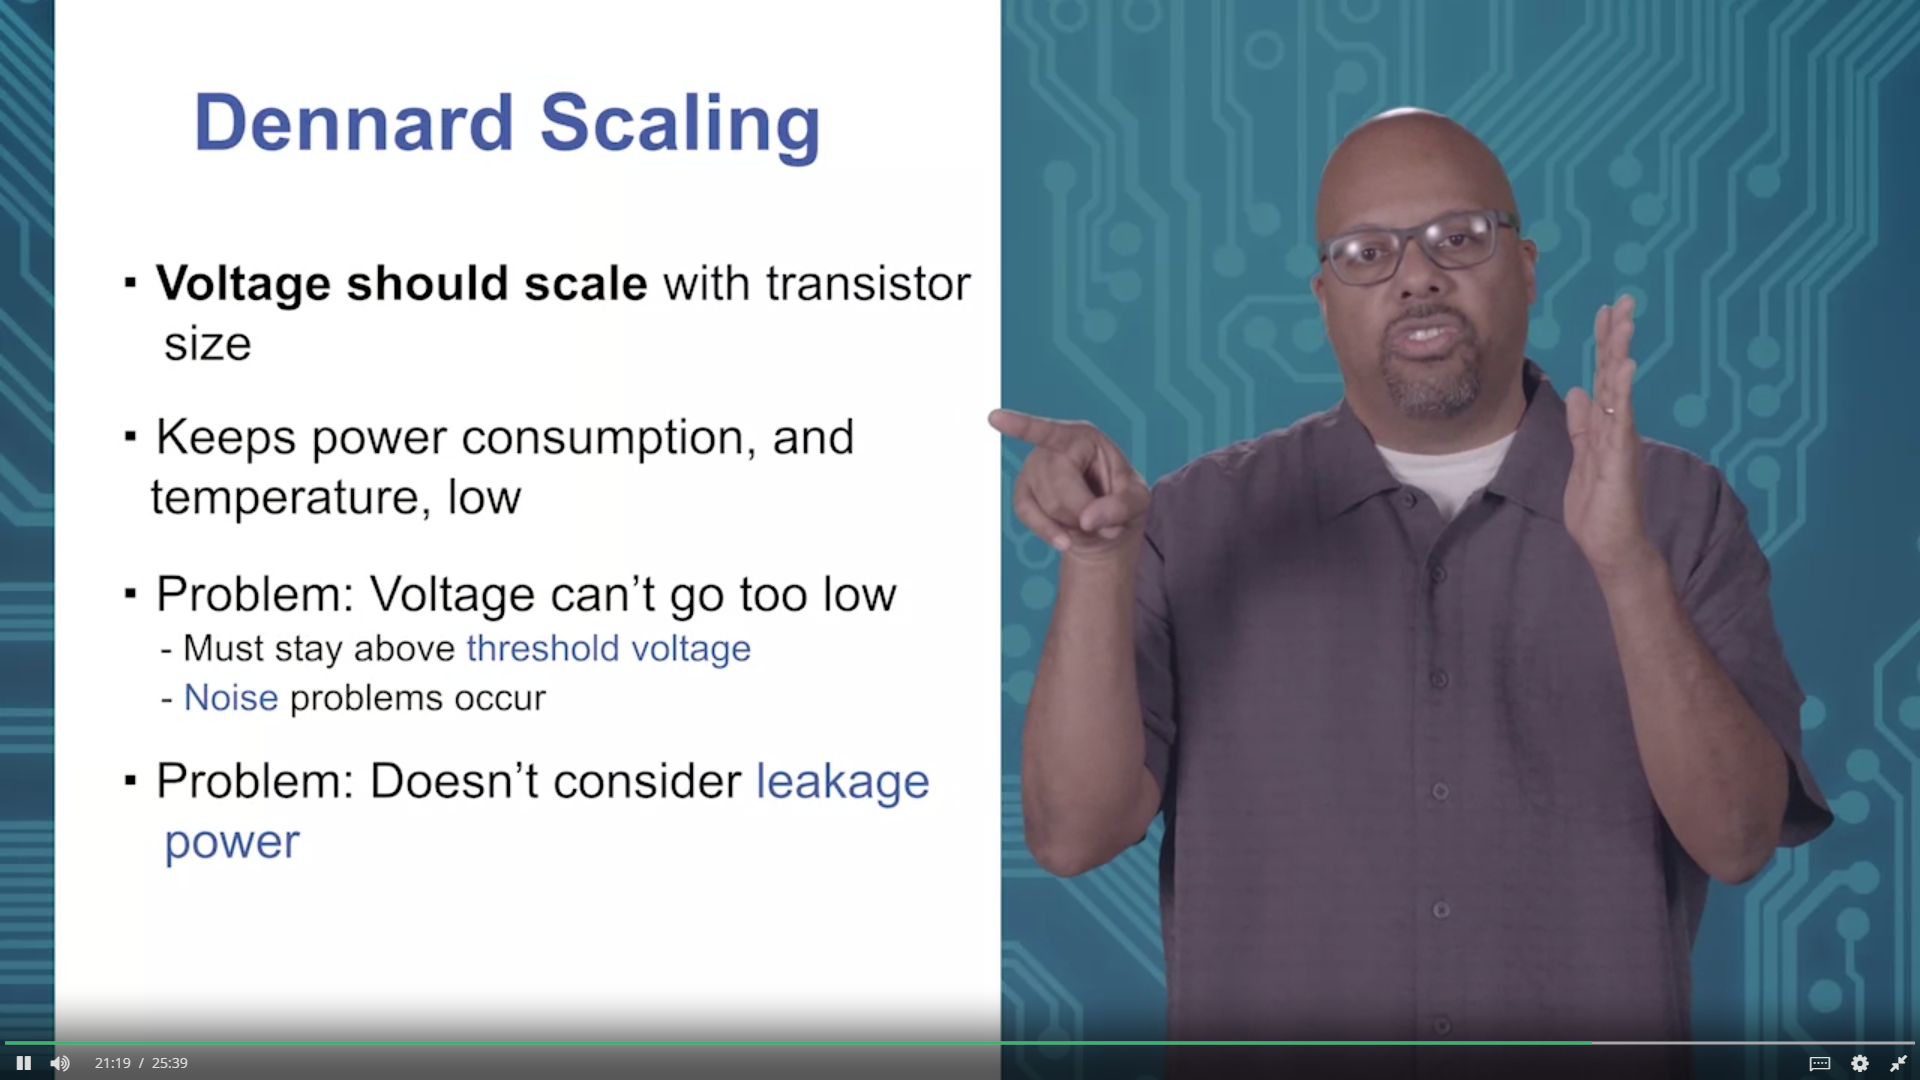 Dennard Scaling
▪ Voltage should scale with transistor
size
▪ Keeps power consumption, and
temperature, low
▪ Problem: Voltage can’t go too low
- Must stay above threshold voltage
- Noise problems occur
▪ Problem: Doesn’t consider leakage
power
21:19 / 25:39